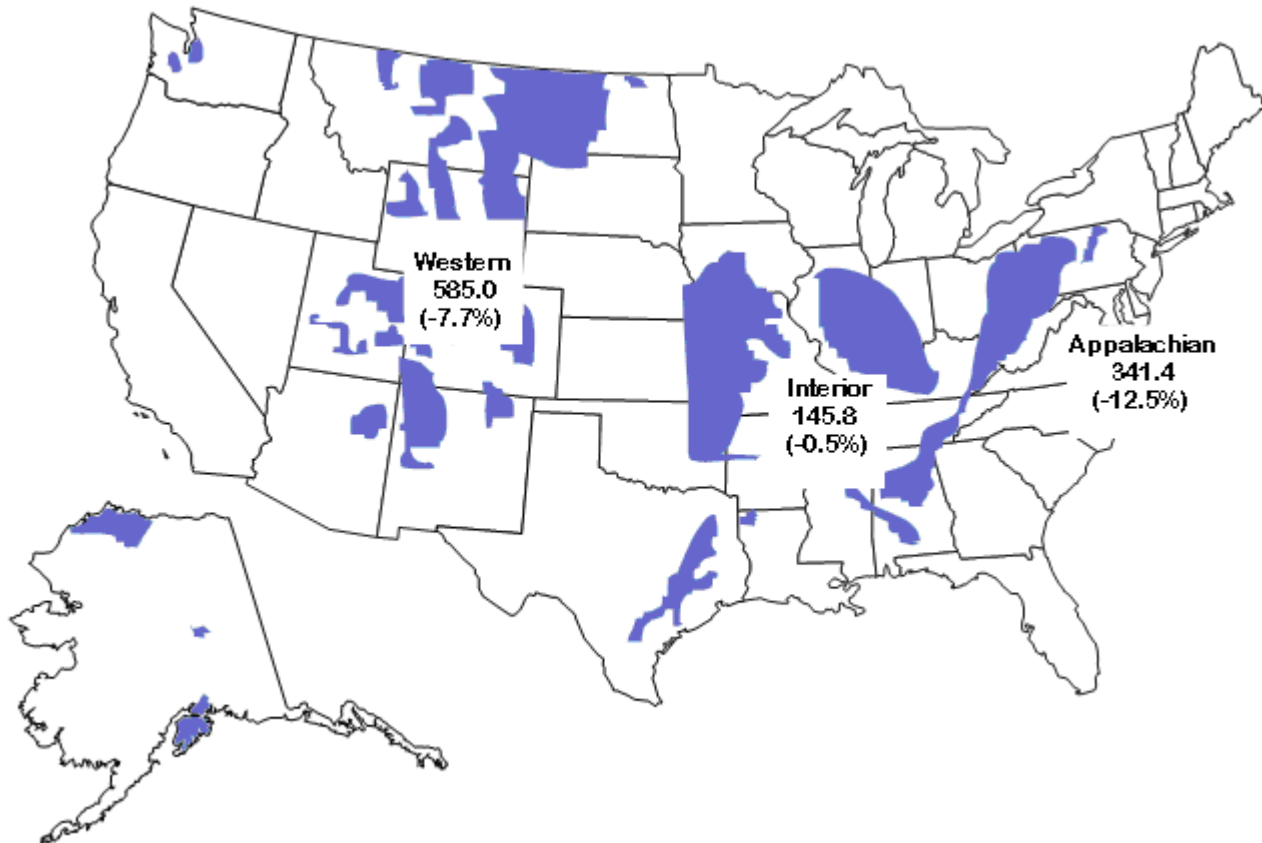 Western
585.0
(-7.7%)
Interior
145.8
(-0.5%)
Appalachian
341.4
(-12.5%)